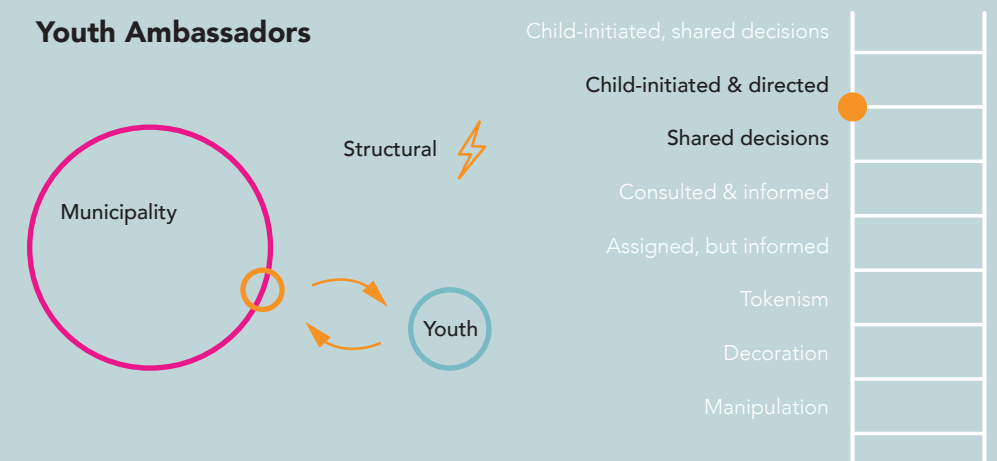 Youth Ambassadors
Structural
Municipality
Youth
Child-initiated, shared decisions
Child-initiated & directed
Shared decisions
Consulted & informed
Assigned, but informed
Tokenism
Decoration
Manipulation